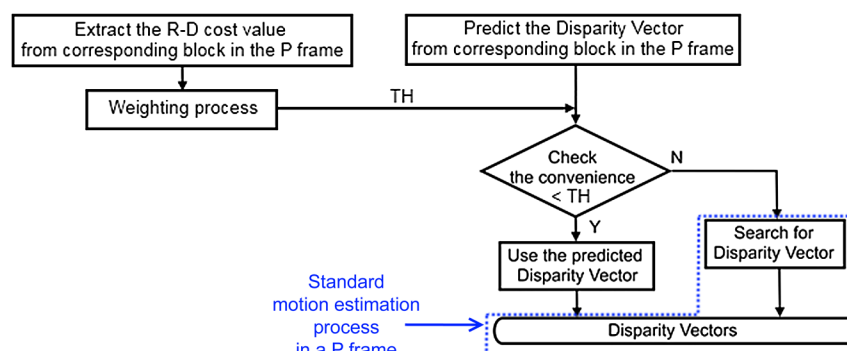 Extract the R-D cost value
from corresponding block in the P frame
Predict the Disparity Vector
from corresponding block in the P frame
Weighting process
TH
Check
the convenience
< TH
N
Y
Search for
Disparity Vector
Use the predicted
Disparity Vector
Standard
motion estimation
process
in a P frame
Disparity Vectors